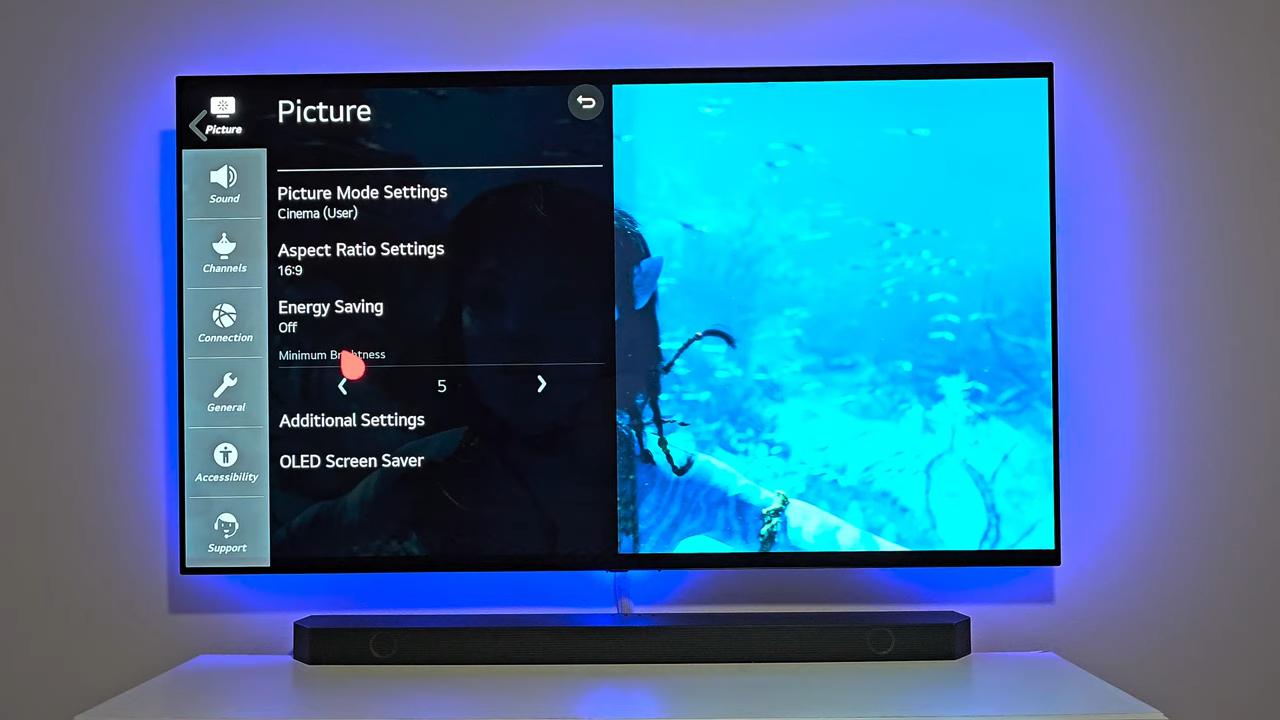 Picture
Picture
Sound
Channels
Connection
General
Accessibility
Support
Picture Mode Settings
Cinema (User)
Aspect Ratio Settings
16:9
Energy Saving
Off
Minimum Brightness
5
Additional Settings
OLED Screen Saver